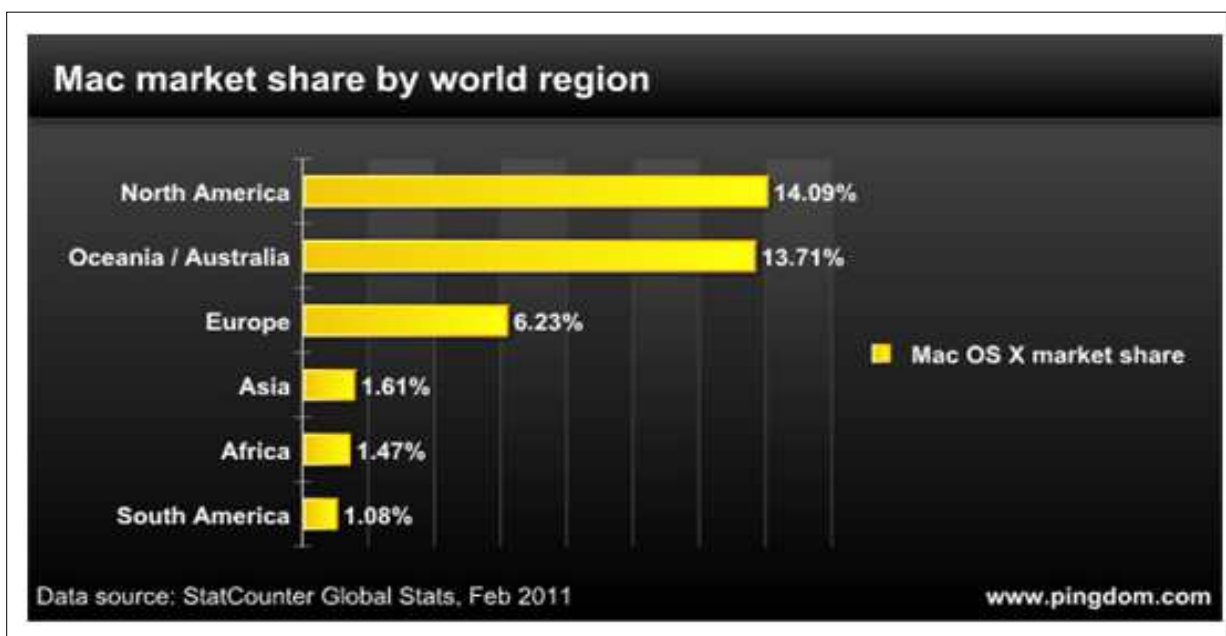 Mac market share by world region
North America 14.09%
Oceania / Australia 13.71%
Europe 6.23%
Asia 1.61%
Africa 1.47%
South America 1.08%
Mac OS X market share
Data source: StatCounter Global Stats, Feb 2011
www.pingdom.com